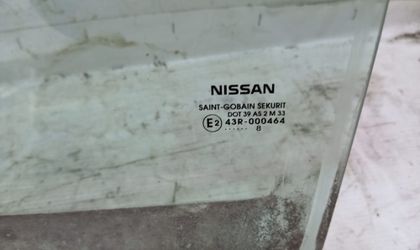 NISSAN
SAINT-GOBAIN SEKURIT
DOT 39 AS 2 M 33
E2 43R-000464
...... 8